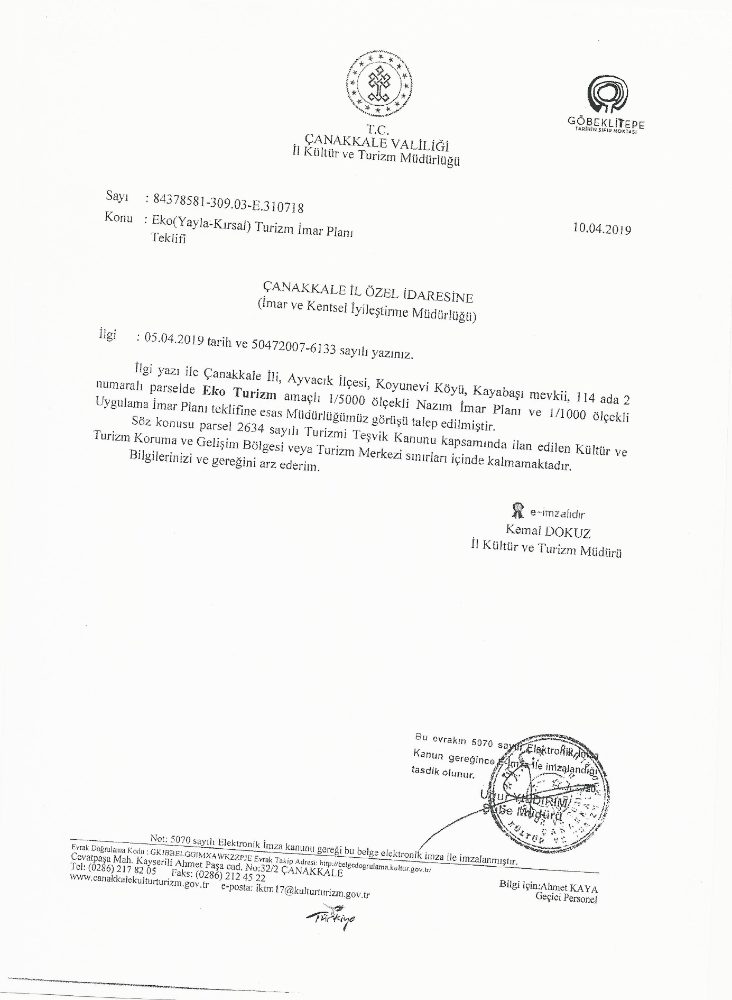 GÖBEKLİTEPE
TARİHİN SIFIR NOKTASI
T.C.
ÇANAKKALE VALİLİĞİ
İl Kültür ve Turizm Müdürlüğü
Sayı : 84378581-309.03-E.310718
Konu : Eko(Yayla-Kırsal) Turizm İmar Planı
Teklifi
10.04.2019
ÇANAKKALE İL ÖZEL İDARESİNE
(İmar ve Kentsel İyileştirme Müdürlüğü)
İlgi : 05.04.2019 tarih ve 50472007-6133 sayılı yazınız.
İlgi yazı ile Çanakkale İli, Ayvacık İlçesi, Koyunevi Köyü, Kayabaşı mevkii, 114 ada 2
numaralı parselde Eko Turizm amaçlı 1/5000 ölçekli Nazım İmar Planı ve 1/1000 ölçekli
Uygulama İmar Planı teklifine esas Müdürlüğümüz görüşü talep edilmiştir.
Söz konusu parsel 2634 sayılı Turizmi Teşvik Kanunu kapsamında ilan edilen Kültür ve
Turizm Koruma ve Gelişim Bölgesi veya Turizm Merkezi sınırları içinde kalmamaktadır.
Bilgilerinizi ve gereğini arz ederim.
e-imzalıdır
Kemal DOKUZ
İl Kültür ve Turizm Müdürü
Bu evrakın 5070 sayılı Elektronik İmza
Kanun gereğince E-İmza ile imzalandığı
tasdik olunur.
Uğur YILDIRIM
Şube Müdürü
KÜLTÜR VE
Not: 5070 sayılı Elektronik İmza kanunu gereği bu belge elektronik imza ile imzalanmıştır.
Evrak Doğrulama Kodu : GKJBBELGGIMXAWKZZPJE Evrak Takip Adresi: http://belgedogrulama.kultur.gov.tr/
Cevatpaşa Mah. Kayserili Ahmet Paşa cad. No:32/2 ÇANAKKALE
Tel: (0286) 217 82 05 Faks: (0286) 212 45 22
www.canakkalekulturturizm.gov.tr e-posta: iktm17@kulturturizm.gov.tr
Bilgi için:Ahmet KAYA
Geçici Personel
Türkiye